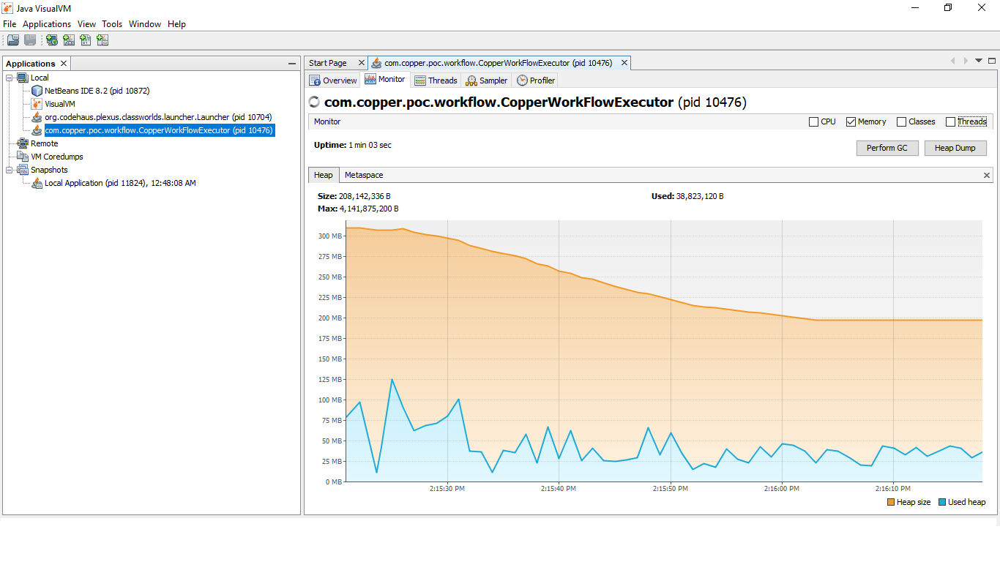 Java VisualVM
File Applications View Tools Window Help
Applications
Local
NetBeans IDE 8.2 (pid 10872)
VisualVM
org.codehaus.plexus.classworlds.launcher.Launcher (pid 10704)
com.copper.poc.workflow.CopperWorkFlowExecutor (pid 10476)
Remote
VM Coredumps
Snapshots
Local Application (pid 11824), 12:48:08 AM
Start Page com.copper.poc.workflow.CopperWorkFlowExecutor (pid 10476)
Overview Monitor Threads Sampler Profiler
com.copper.poc.workflow.CopperWorkFlowExecutor (pid 10476)
Monitor CPU Memory Classes Threads
Uptime: 1 min 03 sec Perform GC Heap Dump
Heap Metaspace
Size: 208,142,336 B Used: 38,823,120 B
Max: 4,141,875,200 B
300 MB
275 MB
250 MB
225 MB
200 MB
175 MB
150 MB
125 MB
100 MB
75 MB
50 MB
25 MB
0 MB
2:15:30 PM 2:15:40 PM 2:15:50 PM 2:16:00 PM 2:16:10 PM
Heap size Used heap